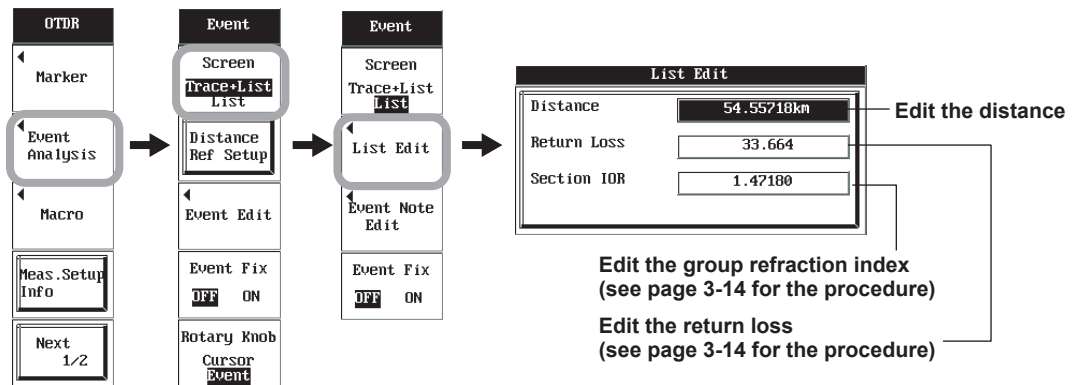 OTDR
Marker
Event
Analysis
Macro
Meas.Setup
Info
Next
1/2
Event
Screen
Trace+List
List
Distance
Ref Setup
Event Edit
Event Fix
OFF ON
Rotary Knob
Cursor
Event
Event
Screen
Trace+List
List
List Edit
Event Note
Edit
Event Fix
OFF ON
List Edit
Distance 54.55718km
Return Loss 33.664
Section IOR 1.47180
Edit the distance
Edit the group refraction index
(see page 3-14 for the procedure)
Edit the return loss
(see page 3-14 for the procedure)